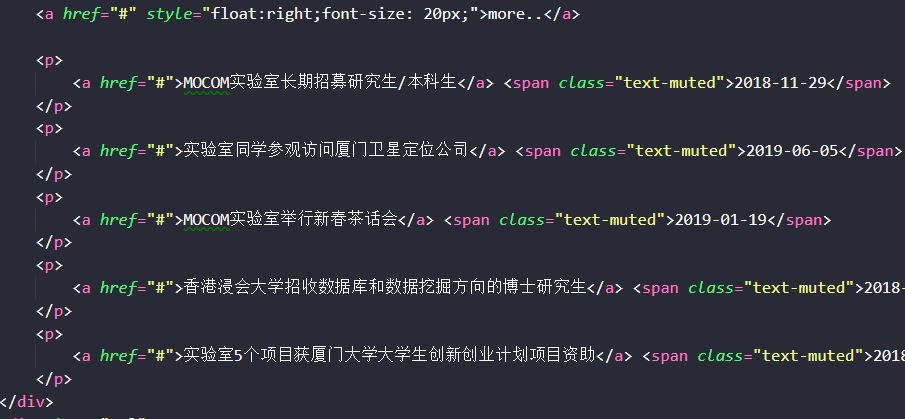 <a href="#" style="float:right;font-size: 20px;">more..</a>
<p>
<a href="#">MOCOM实验室长期招募研究生/本科生</a> <span class="text-muted">2018-11-29</span>
</p>
<p>
<a href="#">实验室同学参观访问厦门卫星定位公司</a> <span class="text-muted">2019-06-05</span>
</p>
<p>
<a href="#">MOCOM实验室举行新春茶话会</a> <span class="text-muted">2019-01-19</span>
</p>
<p>
<a href="#">香港浸会大学招收数据库和数据挖掘方向的博士研究生</a> <span class="text-muted">2018-
</p>
<p>
<a href="#">实验室5个项目获厦门大学大学生创新创业计划项目资助</a> <span class="text-muted">2018
</p>
</div>